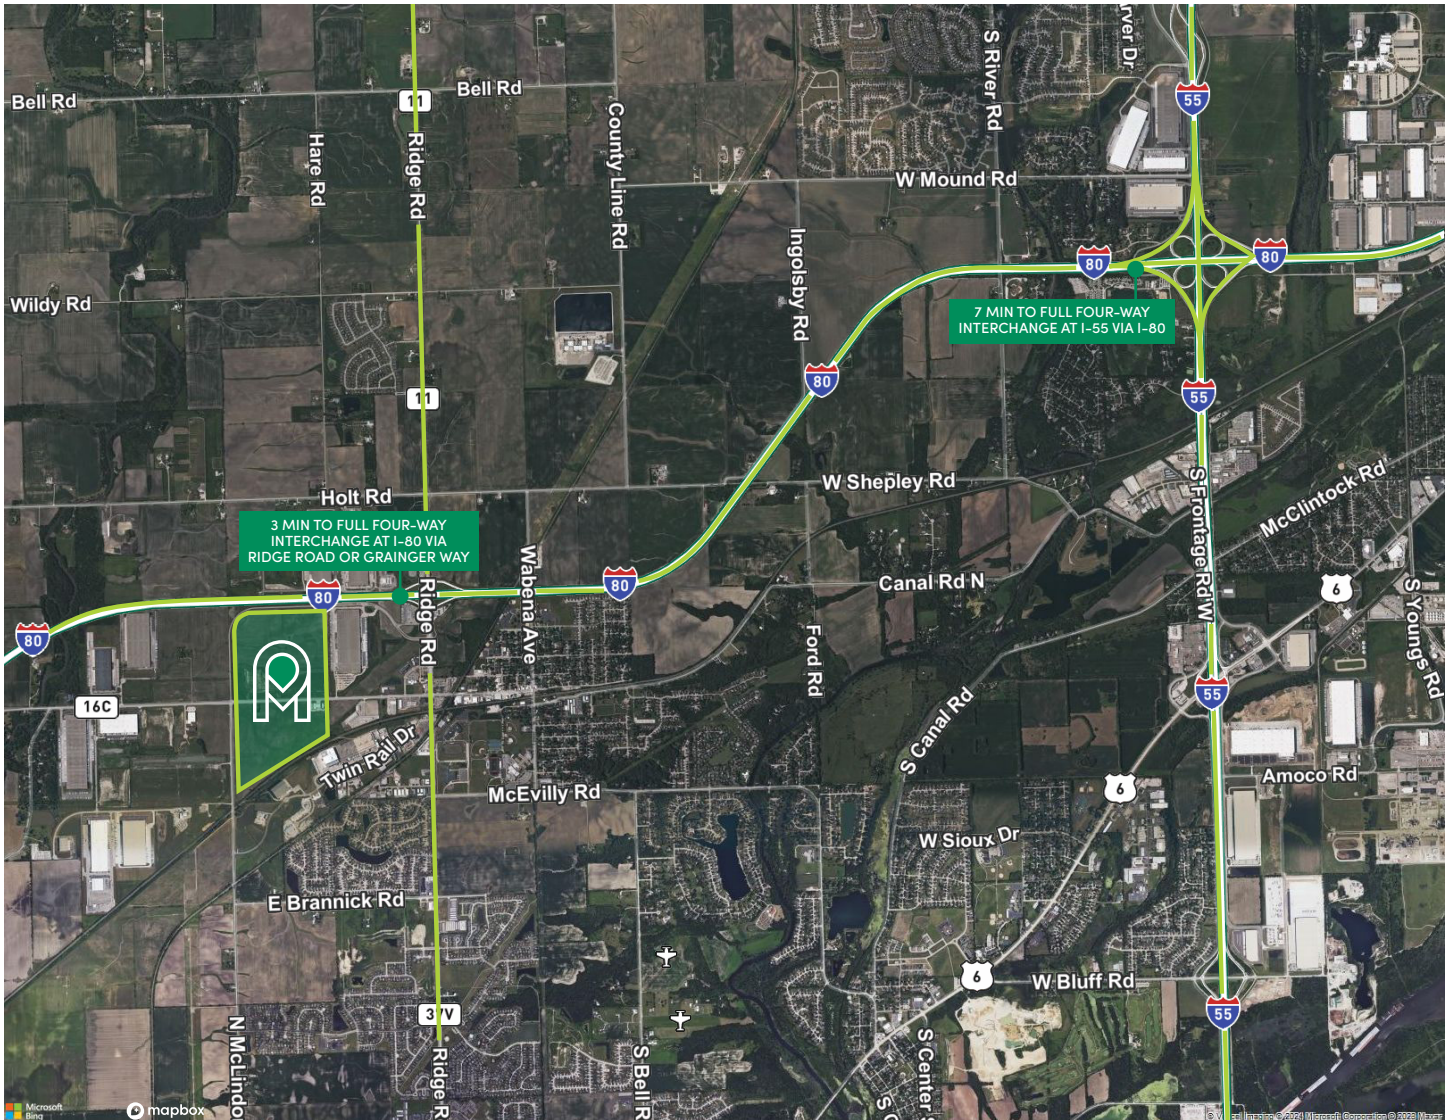 55
Bell Rd
11
Bell Rd
Hare Rd
Ridge Rd
County Line Rd
S River Rd
W Mound Rd
Ingolsby Rd
80
80
Wildy Rd
7 MIN TO FULL FOUR-WAY
INTERCHANGE AT I-55 VIA I-80
80
11
55
Holt Rd
W Shepley Rd
S Frontage Rd W
McClintock Rd
3 MIN TO FULL FOUR-WAY
INTERCHANGE AT I-80 VIA
RIDGE ROAD OR GRAINGER WAY
80
80
80
Ridge Rd
Wabena Ave
Canal Rd N
6
S Youngs Rd
Ford Rd
16C
55
S Canal Rd
Twin Rail Dr
McEvilly Rd
6
Amoco Rd
W Sioux Dr
E Brannick Rd
6
W Bluff Rd
55
37V
N McLindo
Ridge R
S Bell R
S Center
Microsoft
Bing
mapbox